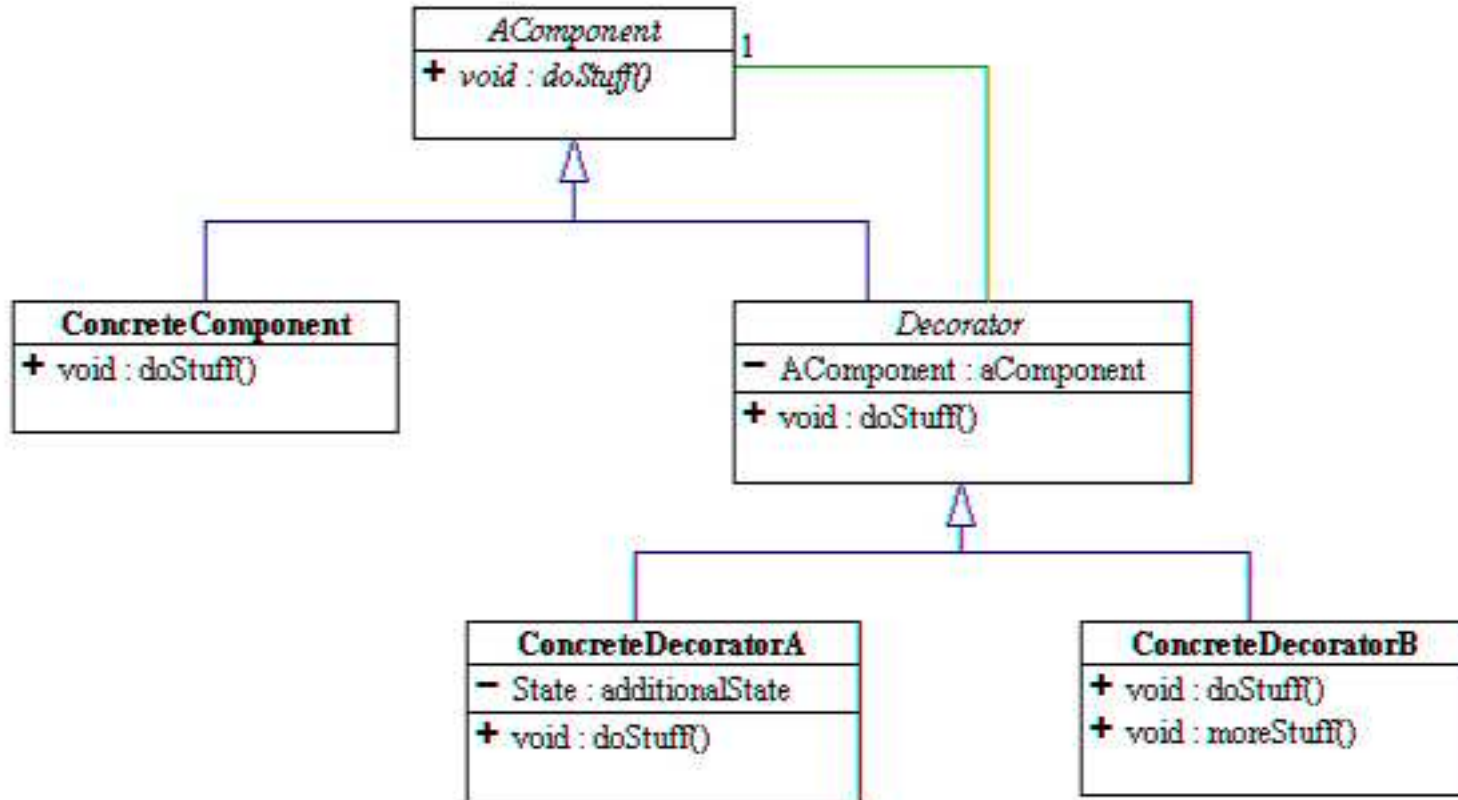 AComponent
1
+ void : doStuff()
ConcreteComponent
+ void : doStuff()
Decorator
- AComponent : aComponent
+ void : doStuff()
ConcreteDecoratorA
- State : additionalState
+ void : doStuff()
ConcreteDecoratorB
+ void : doStuff()
+ void : moreStuff()